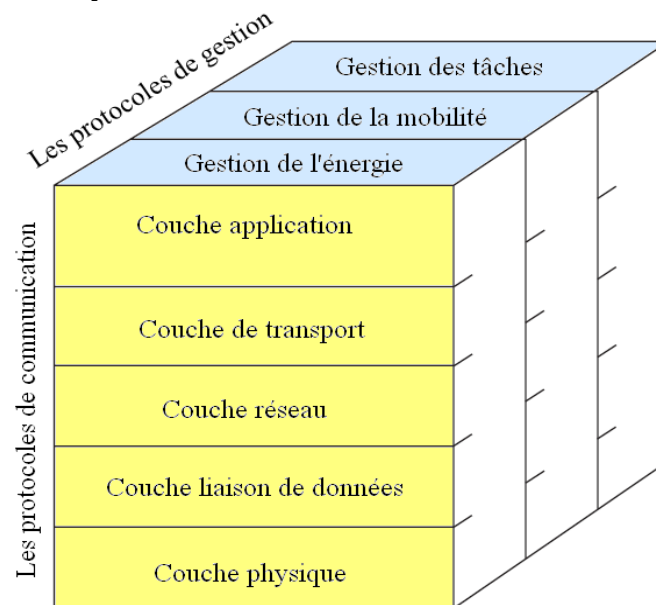 Les protocoles de gestion
Gestion des tâches
Gestion de la mobilité
Gestion de l'énergie
Les protocoles de communication
Couche application
Couche de transport
Couche réseau
Couche liaison de données
Couche physique